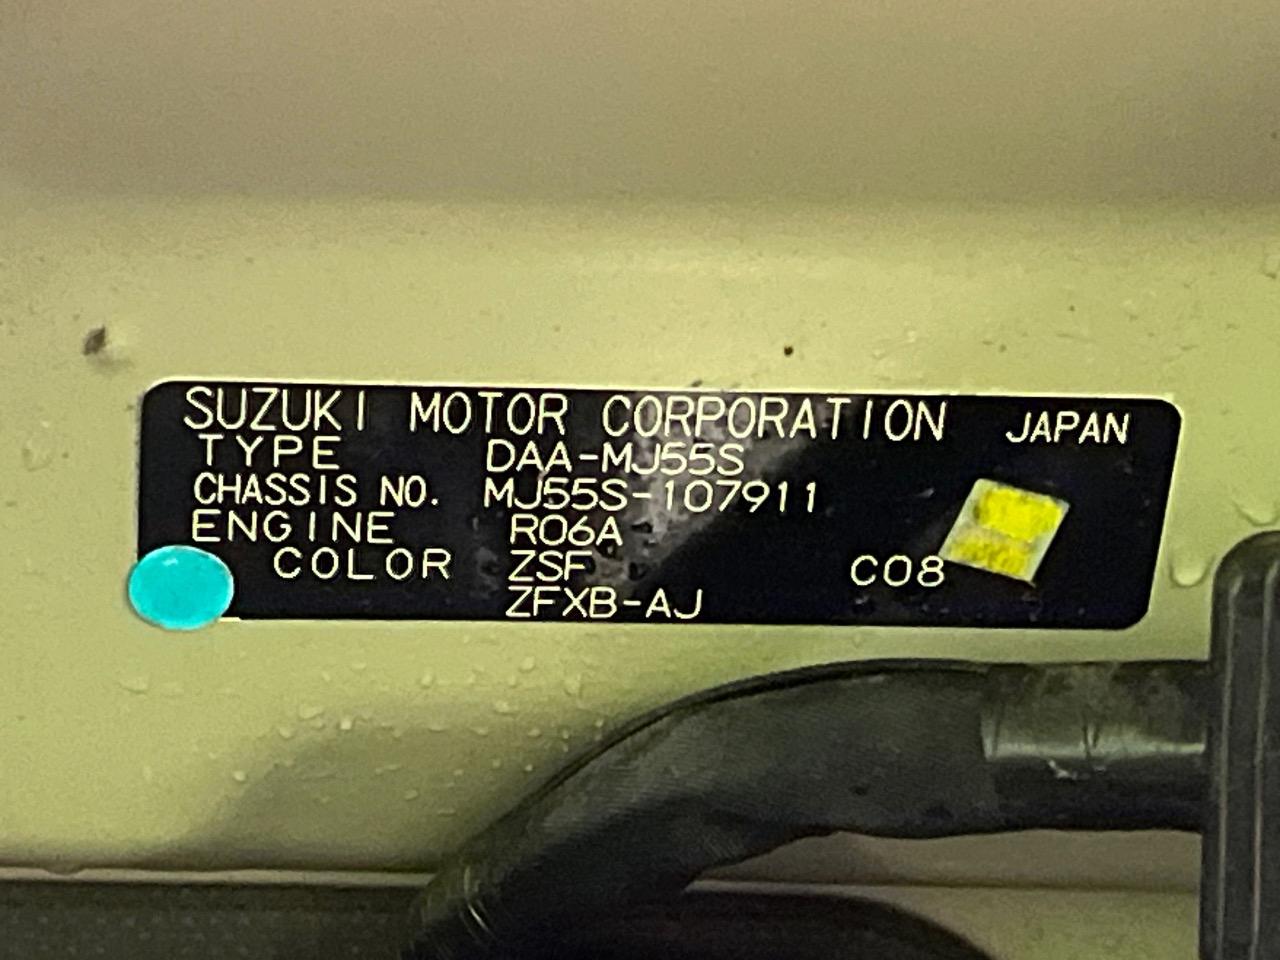 SUZUKI MOTOR CORPORATION JAPAN
TYPE DAA-MJ55S
CHASSIS NO. MJ55S-107911
ENGINE R06A
COLOR ZSF C08
ZFXB-AJ